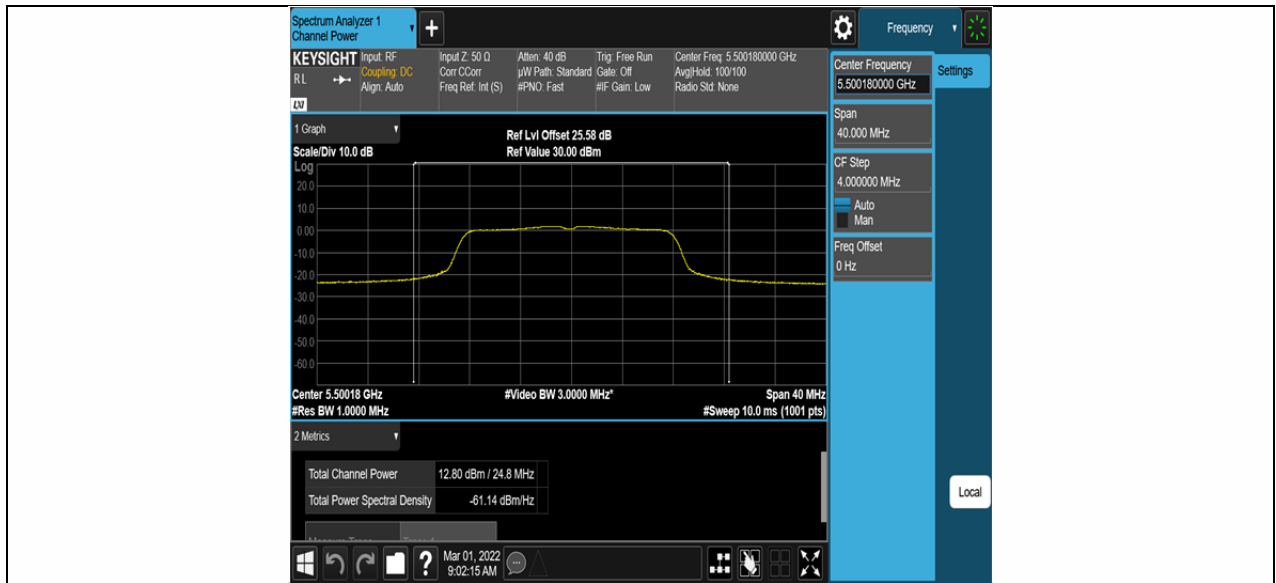 Spectrum Analyzer 1
Channel Power
+
Frequency
KEYSIGHT
RL
LXI
Input: RF
Coupling: DC
Align: Auto
Input Z: 50 Ω
Corr CCorr
Freq Ref: Int (S)
Atten: 40 dB
µW Path: Standard
#PNO: Fast
Trig: Free Run
Gate: Off
#IF Gain: Low
Center Freq: 5.500180000 GHz
Avg|Hold: 100/100
Radio Std: None
Center Frequency
5.500180000 GHz
Settings
Span
40.000 MHz
CF Step
4.000000 MHz
Auto
Man
Freq Offset
0 Hz
Local
1 Graph
Scale/Div 10.0 dB
Ref Lvl Offset 25.58 dB
Ref Value 30.00 dBm
Log
20.0
10.0
0.00
-10.0
-20.0
-30.0
-40.0
-50.0
-60.0
Center 5.50018 GHz
#Video BW 3.0000 MHz*
Span 40 MHz
#Res BW 1.0000 MHz
#Sweep 10.0 ms (1001 pts)
2 Metrics
Total Channel Power 12.80 dBm / 24.8 MHz
Total Power Spectral Density -61.14 dBm/Hz
?
Mar 01, 2022
9:02:15 AM